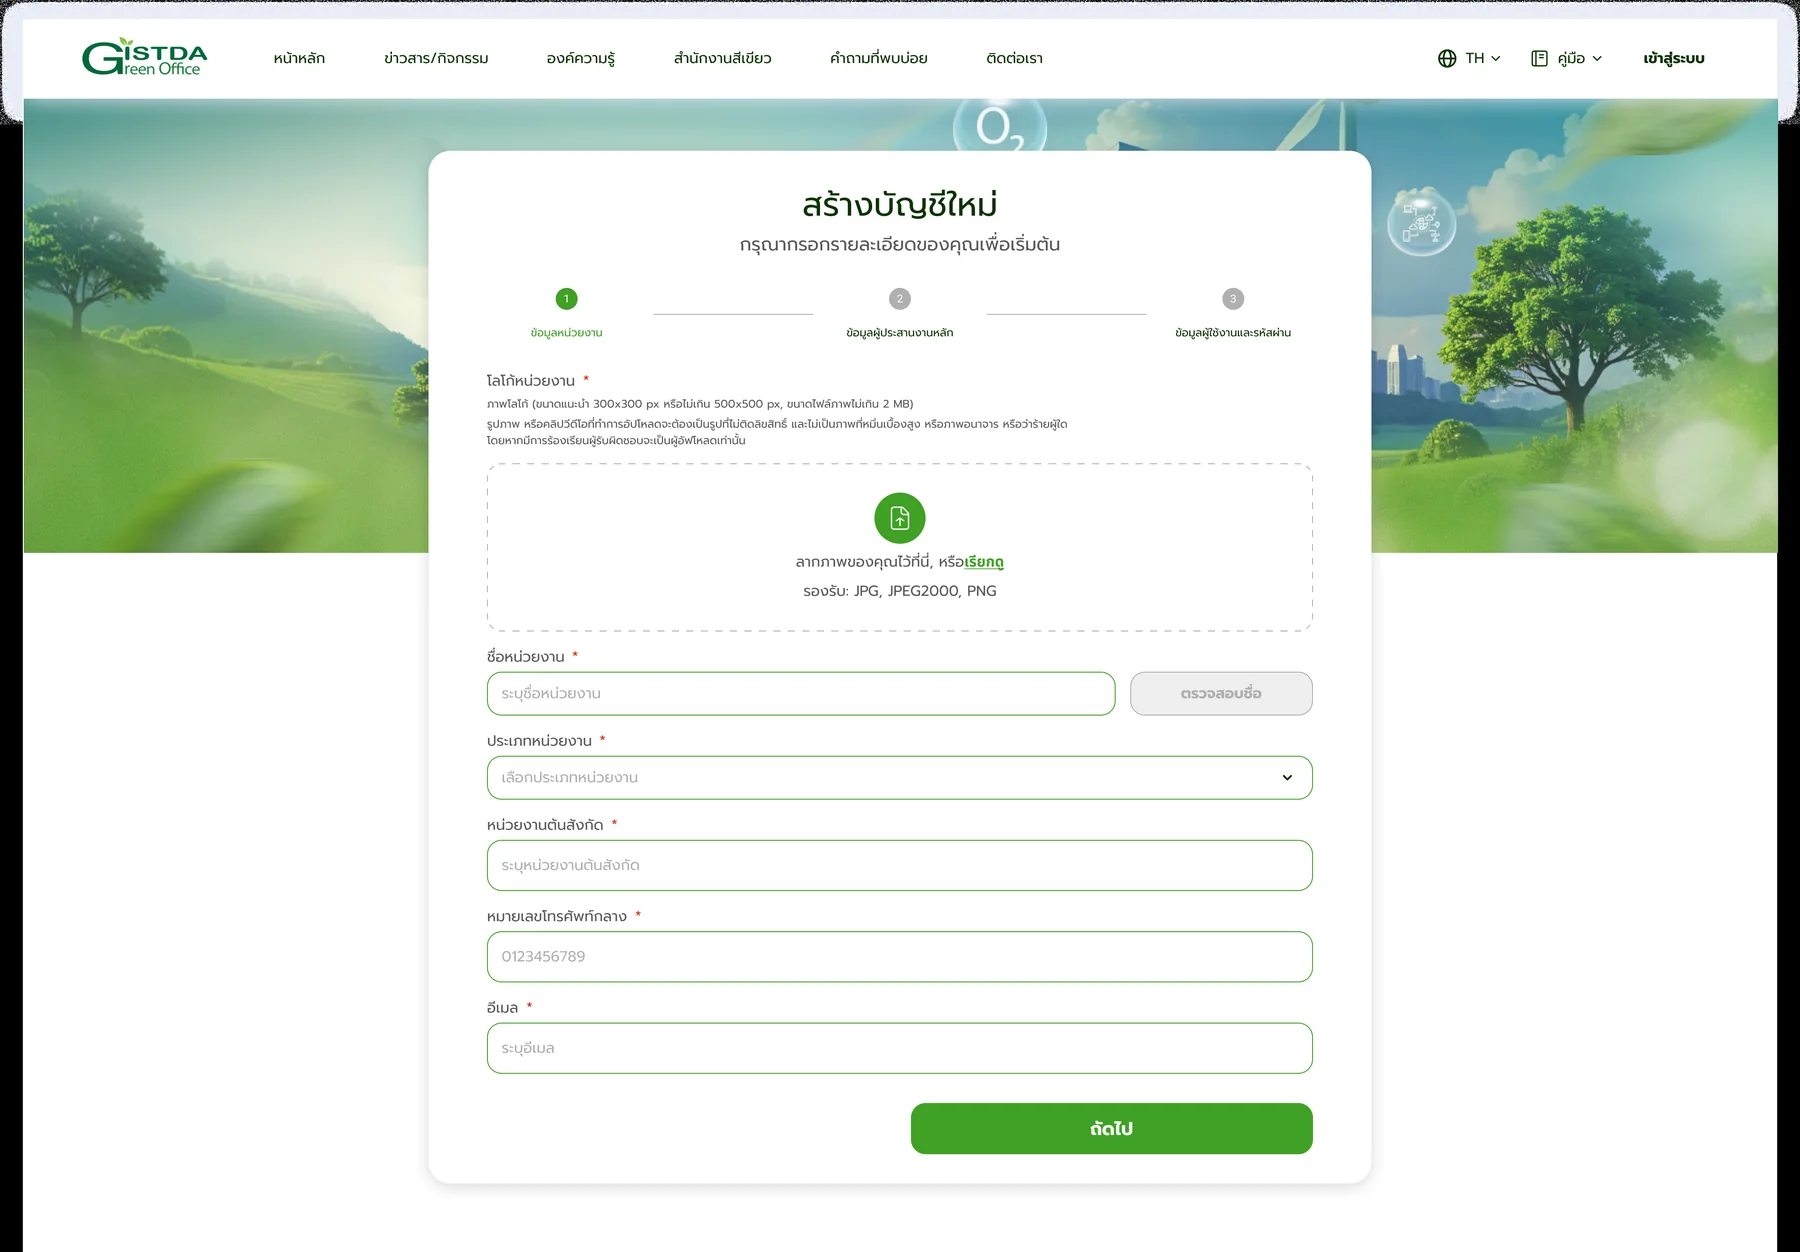 GISTDA
Green Office
หน้าหลัก
ข่าวสาร/กิจกรรม
องค์ความรู้
สำนักงานสีเขียว
คำถามที่พบบ่อย
ติดต่อเรา
TH
คู่มือ
เข้าสู่ระบบ
O2
สร้างบัญชีใหม่
กรุณากรอกรายละเอียดของคุณเพื่อเริ่มต้น
1
2
3
ข้อมูลหน่วยงาน
ข้อมูลผู้ประสานงานหลัก
ข้อมูลผู้ใช้งานและรหัสผ่าน
โลโก้หน่วยงาน *
ภาพโลโก้ (ขนาดแนะนำ 300x300 px หรือไม่เกิน 500x500 px, ขนาดไฟล์ภาพไม่เกิน 2 MB)
รูปภาพ หรือคลิปวีดีโอที่ทำการอัปโหลดจะต้องเป็นรูปที่ไม่ติดลิขสิทธิ์ และไม่เป็นภาพที่หมิ่นเบื้องสูง หรือภาพอนาจาร หรือว่าร้ายผู้ใด
โดยหากมีการร้องเรียนผู้รับผิดชอบจะเป็นผู้อัพโหลดเท่านั้น
ลากภาพของคุณไว้ที่นี่, หรือเรียกดู
รองรับ: JPG, JPEG2000, PNG
ชื่อหน่วยงาน *
ระบุชื่อหน่วยงาน
ตรวจสอบชื่อ
ประเภทหน่วยงาน *
เลือกประเภทหน่วยงาน
หน่วยงานต้นสังกัด *
ระบุหน่วยงานต้นสังกัด
หมายเลขโทรศัพท์กลาง *
0123456789
อีเมล *
ระบุอีเมล
ถัดไป